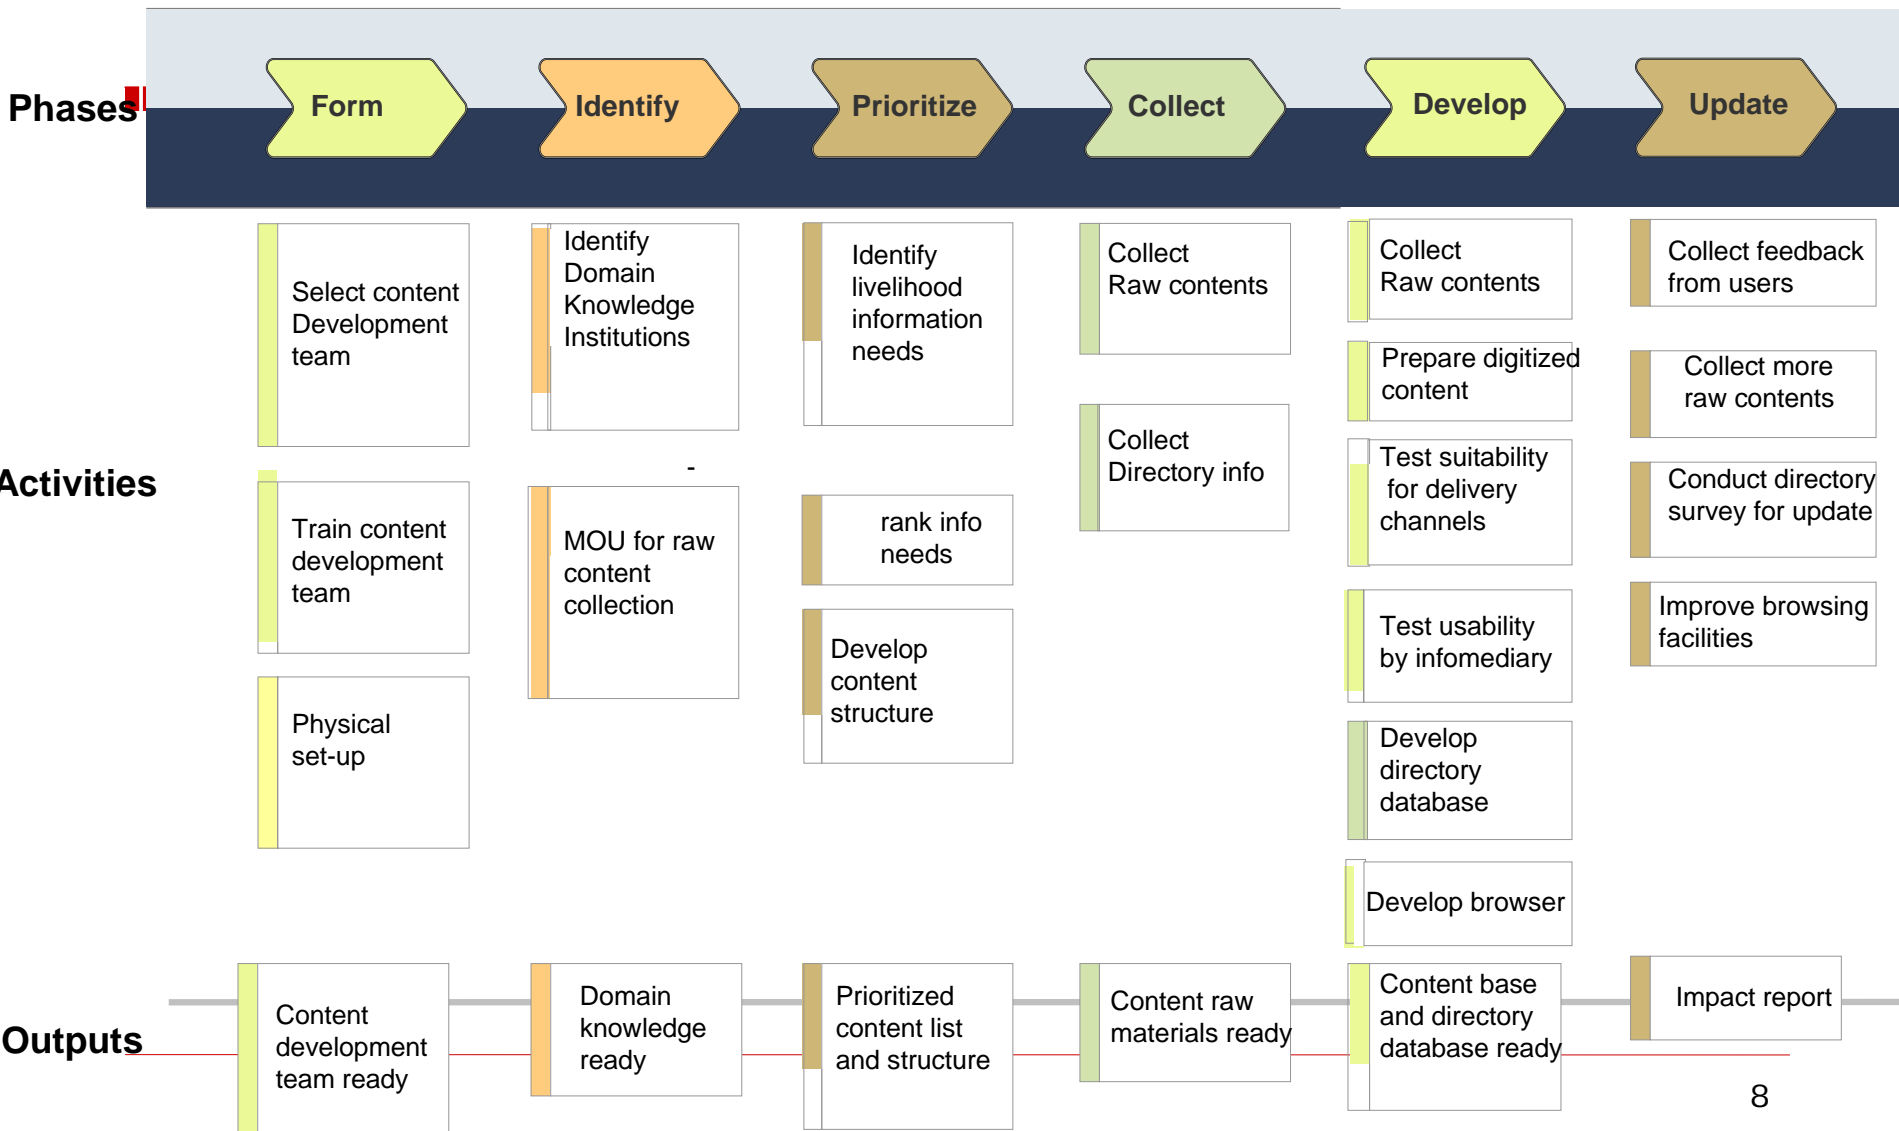 Phases
Form
Identify
Prioritize
Collect
Develop
Update
Activities
Select content
Development
team
Train content
development
team
Physical
set-up
Identify
Domain
Knowledge
Institutions
-
MOU for raw
content
collection
Identify
livelihood
information
needs
rank info
needs
Develop
content
structure
Collect
Raw contents
Collect
Directory info
Collect
Raw contents
Prepare digitized
content
Test suitability
for delivery
channels
Test usability
by infomediary
Develop
directory
database
Develop browser
Collect feedback
from users
Collect more
raw contents
Conduct directory
survey for update
Improve browsing
facilities
Outputs
Content
development
team ready
Domain
knowledge
ready
Prioritized
content list
and structure
Content raw
materials ready
Content base
and directory
database ready
Impact report
8